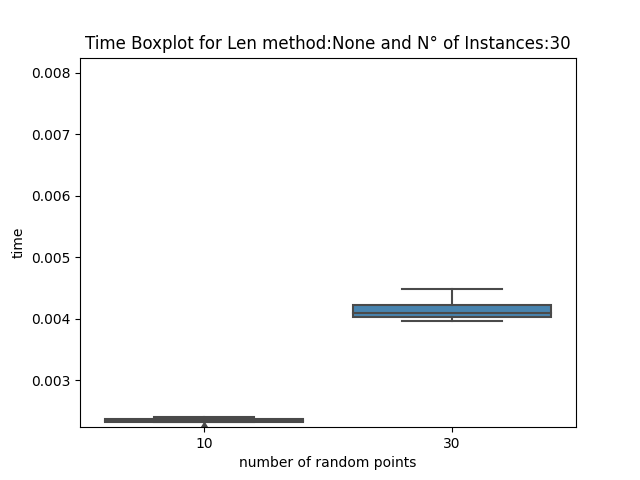 Time Boxplot for Len method:None and N° of Instances:30
0.008
0.007
0.006
0.005
0.004
0.003
time
10
30
number of random points